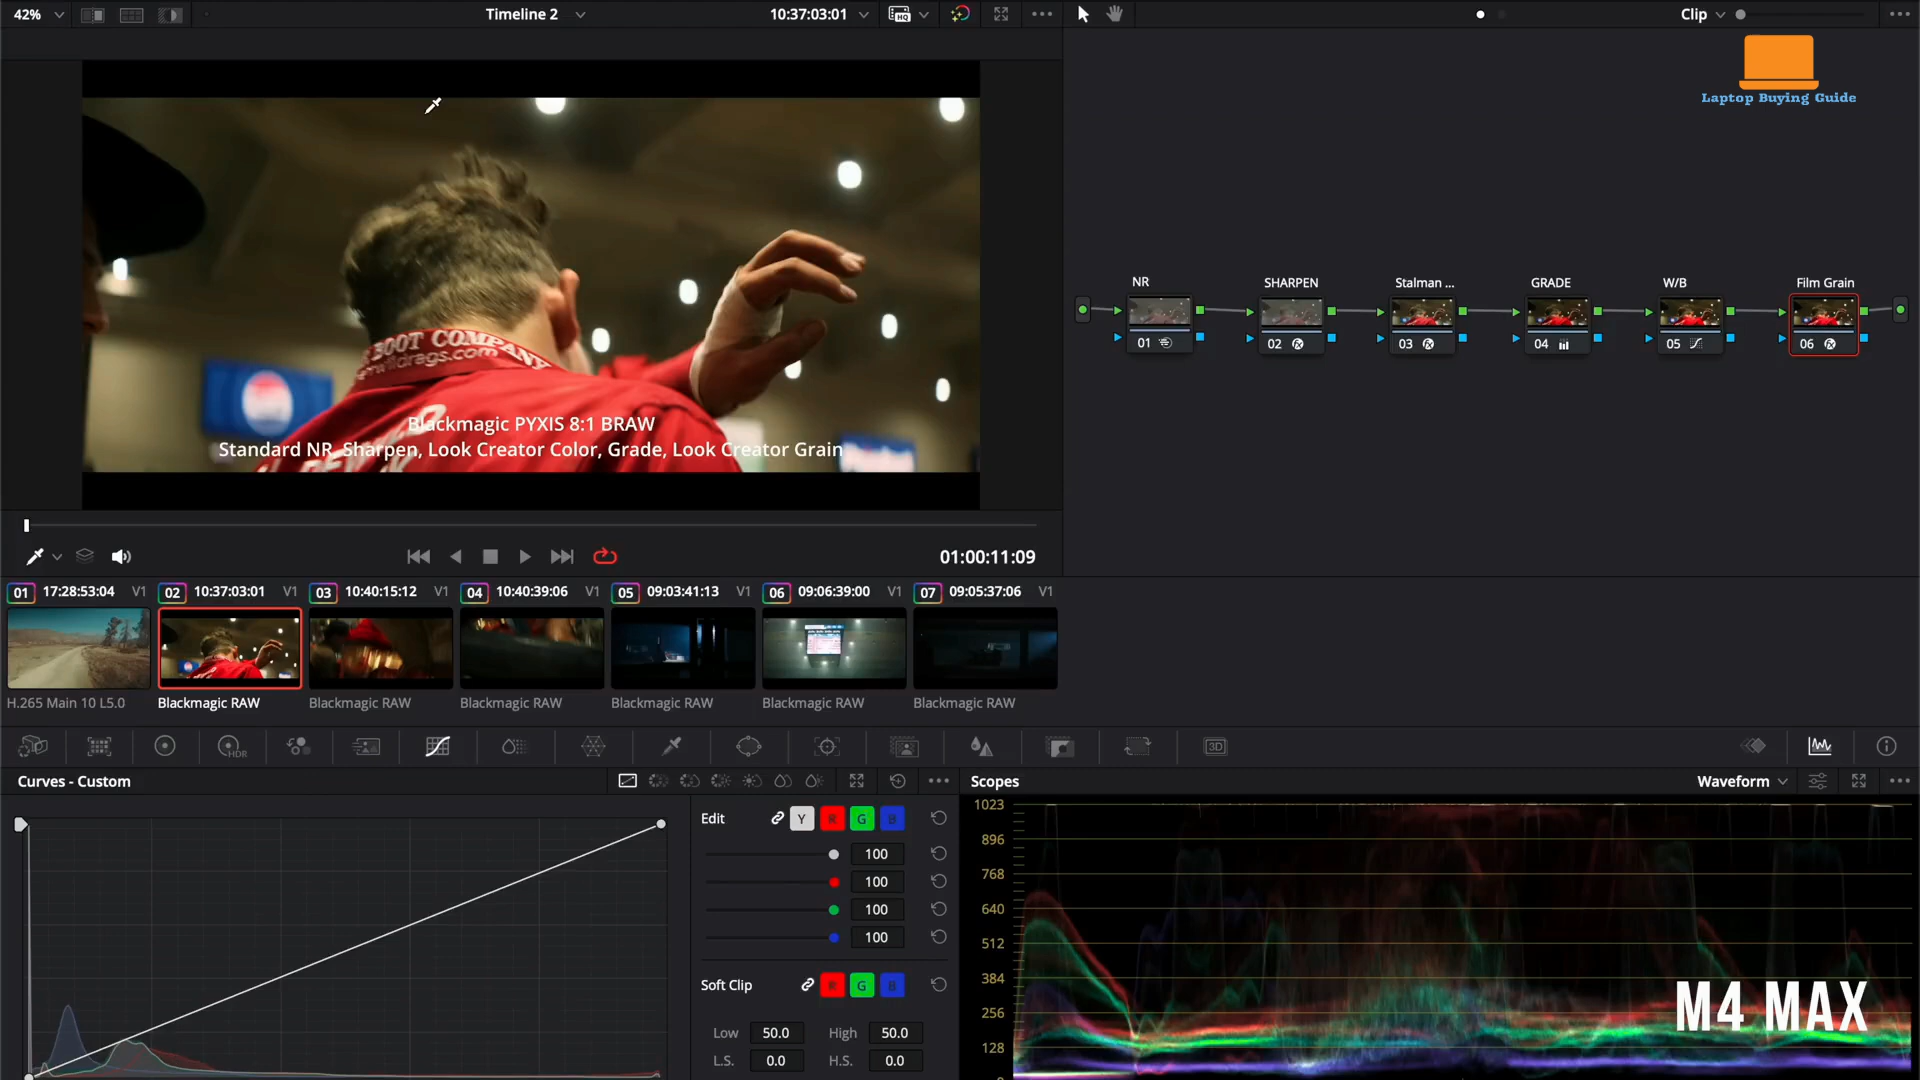 42%
Timeline 2
10:37:03:01
HQ
Clip
Laptop Buying Guide
BOOT COMPANY
Blackmagic PYXIS 8:1 BRAW
Standard NR, Sharpen, Look Creator Color, Grade, Look Creator Grain
NR
SHARPEN
Stalman ...
GRADE
W/B
Film Grain
01
02
03
04
05
06
01:00:11:09
01 17:28:53:04 V1
02 10:37:03:01 V1
03 10:40:15:12 V1
04 10:40:39:06 V1
05 09:03:41:13 V1
06 09:06:39:00 V1
07 09:05:37:06 V1
H.265 Main 10 L5.0
Blackmagic RAW
Blackmagic RAW
Blackmagic RAW
Blackmagic RAW
Blackmagic RAW
Blackmagic RAW
HDR
3D
Curves - Custom
Edit
Y R G B
100
100
100
100
Soft Clip
R G B
Low 50.0 High 50.0
L.S. 0.0 H.S. 0.0
Scopes
Waveform
1023
896
768
640
512
384
256
128
M4 MAX